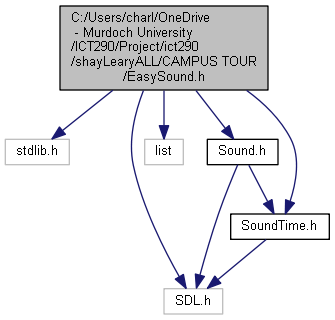 C:/Users/charl/OneDrive
- Murdoch University
/ICT290/Project/ict290
/shayLearyALL/CAMPUS TOUR
/EasySound.h
stdlib.h
list
Sound.h
SoundTime.h
SDL.h